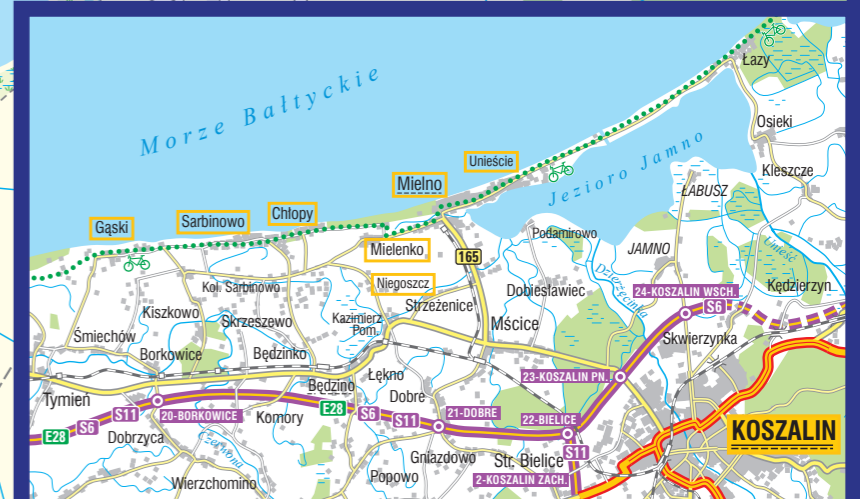 Morze Bałtyckie
Łazy
Osieki
Unieście
Jezioro Jamno
Kleszcze
Mielno
ŁABUSZ
Chłopy
Sarbinowo
Gąski
Podamirowo
JAMNO
Unieść
Mielenko
165
Dzierżęcinka
Kędzierzyn
Niegoszcz
Kol. Sarbinowo
Dobiesławiec
24-KOSZALIN WSCH.
S6
Strzeżenice
Kiszkowo
Skrzeszewo
Kazimierz
Pom.
Mścice
Śmiechów
Skwierzynka
Borkowice
Będzinko
Łękno
23-KOSZALIN PN.
Będzino
Tymień
Dobre
E28
S6
S11
20-BORKOWICE
Komory
E28
S6
S11
21-DOBRE
22-BIELICE
KOSZALIN
Dobrzyca
Czerwona
S11
Gniazdowo
Str. Bielice
Popowo
2-KOSZALIN ZACH.
Wierzchomino